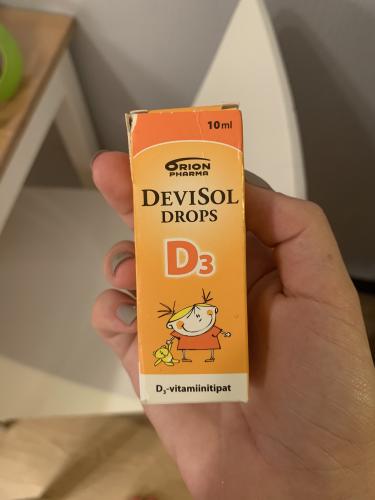 10ml
ORION
PHARMA
DEVISOL
DROPS
D3
D3-vitamiinitipat